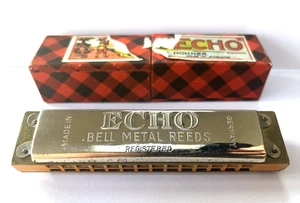 ECHO
HOHNER
MADE IN
ECHO
GERMANY
BELL METAL REEDS
REGISTERED